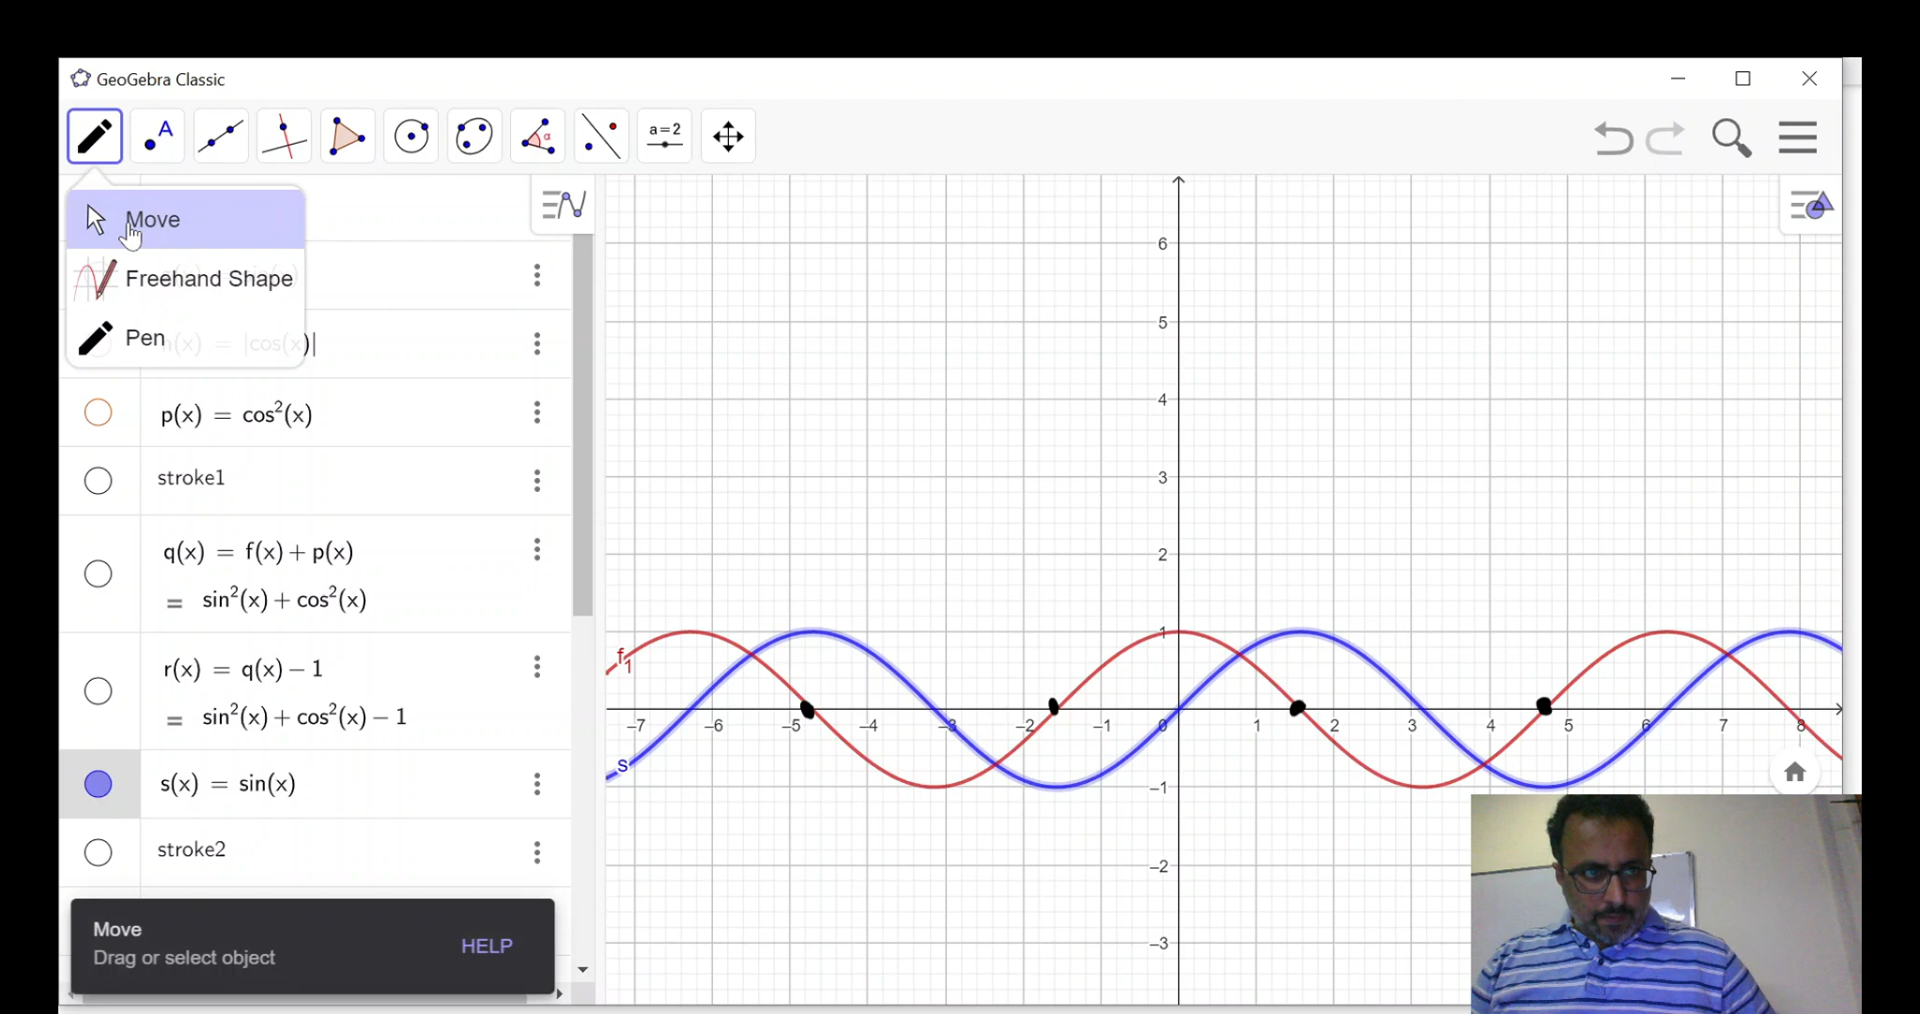 GeoGebra Classic
A
α
a=2
Move
Freehand Shape
Pen
h(x) = |cos(x)|
p(x) = cos²(x)
stroke1
q(x) = f(x) + p(x)
= sin²(x) + cos²(x)
r(x) = q(x) − 1
= sin²(x) + cos²(x) − 1
s(x) = sin(x)
stroke2
Move
Drag or select object
HELP
6
5
4
3
2
1
f₁
s
−7 −6 −5 −4 −3 −2 −1 0 1 2 3 4 5 6 7 8
−1
−2
−3